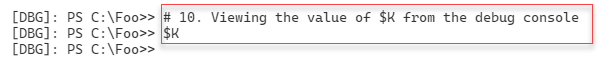 [DBG]: PS C:\Foo>> # 10. Viewing the value of $K from the debug console
[DBG]: PS C:\Foo>> $K
[DBG]: PS C:\Foo>>